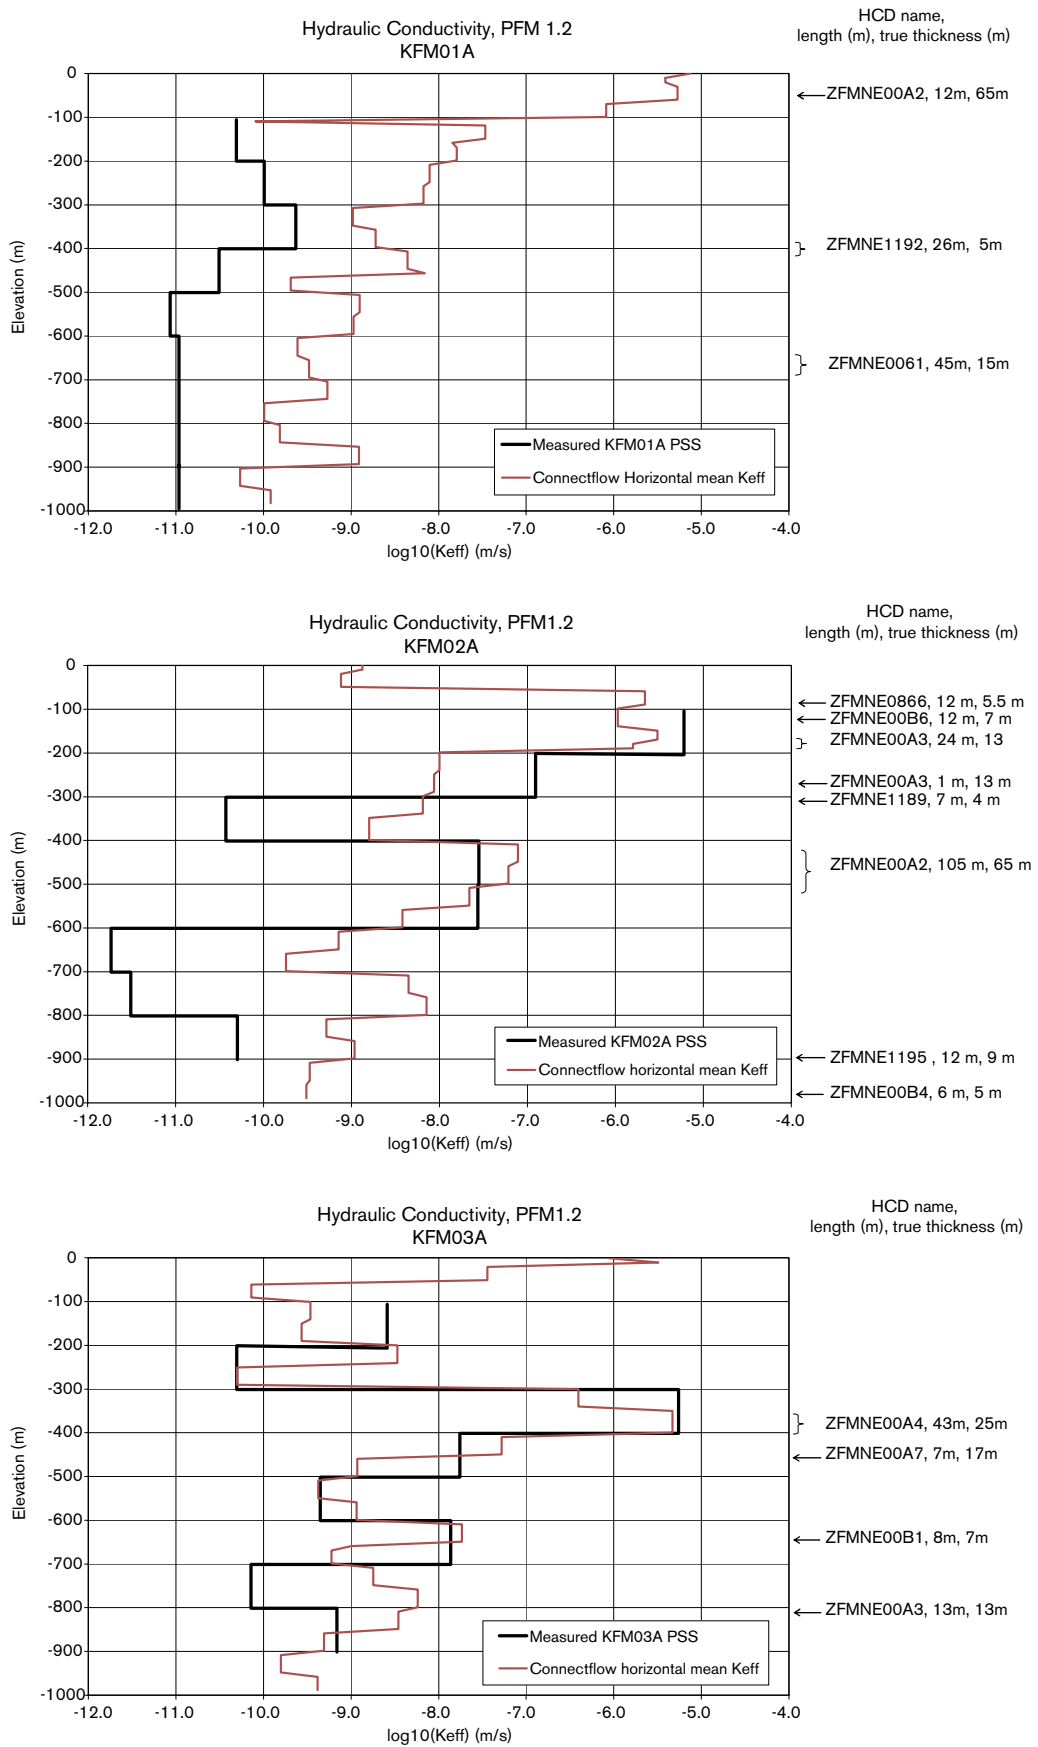 Hydraulic Conductivity, PFM 1.2
KFM01A
HCD name,
length (m), true thickness (m)
0
-100
-200
-300
-400
-500
-600
-700
-800
-900
-1000
Elevation (m)
-12.0 -11.0 -10.0 -9.0 -8.0 -7.0 -6.0 -5.0 -4.0
log10(Keff) (m/s)
Measured KFM01A PSS
Connectflow Horizontal mean Keff
ZFMNE00A2, 12m, 65m
ZFMNE1192, 26m, 5m
ZFMNE0061, 45m, 15m
Hydraulic Conductivity, PFM1.2
KFM02A
HCD name,
length (m), true thickness (m)
0
-100
-200
-300
-400
-500
-600
-700
-800
-900
-1000
Elevation (m)
-12.0 -11.0 -10.0 -9.0 -8.0 -7.0 -6.0 -5.0 -4.0
log10(Keff) (m/s)
Measured KFM02A PSS
Connectflow horizontal mean Keff
ZFMNE0866, 12 m, 5.5 m
ZFMNE00B6, 12 m, 7 m
ZFMNE00A3, 24 m, 13
ZFMNE00A3, 1 m, 13 m
ZFMNE1189, 7 m, 4 m
ZFMNE00A2, 105 m, 65 m
ZFMNE1195 , 12 m, 9 m
ZFMNE00B4, 6 m, 5 m
Hydraulic Conductivity, PFM1.2
KFM03A
HCD name,
length (m), true thickness (m)
0
-100
-200
-300
-400
-500
-600
-700
-800
-900
-1000
Elevation (m)
-12.0 -11.0 -10.0 -9.0 -8.0 -7.0 -6.0 -5.0 -4.0
log10(Keff) (m/s)
Measured KFM03A PSS
Connectflow horizontal mean Keff
ZFMNE00A4, 43m, 25m
ZFMNE00A7, 7m, 17m
ZFMNE00B1, 8m, 7m
ZFMNE00A3, 13m, 13m